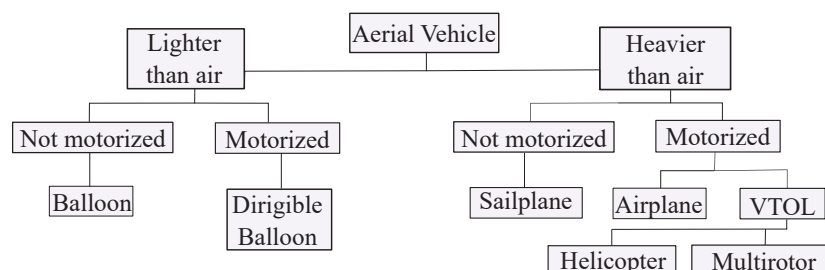 Aerial Vehicle
Lighter
than air
Heavier
than air
Not motorized
Motorized
Not motorized
Motorized
Balloon
Dirigible
Balloon
Sailplane
Airplane
VTOL
Helicopter
Multirotor